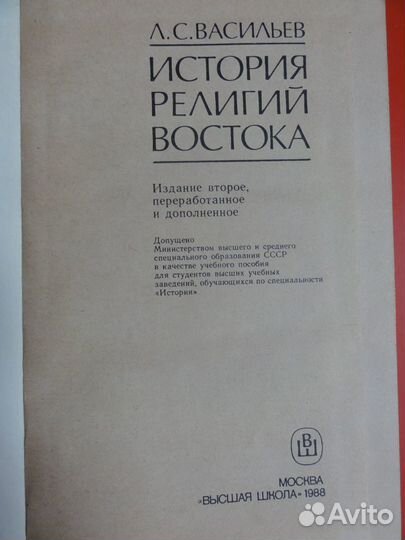 Л.С.ВАСИЛЬЕВ
ИСТОРИЯ
РЕЛИГИЙ
ВОСТОКА
Издание второе,
переработанное
и дополненное
Допущено
Министерством высшего и среднего
специального образования СССР
в качестве учебного пособия
для студентов высших учебных
заведений, обучающихся по специальности
«История»
ВШ
МОСКВА
«ВЫСШАЯ ШКОЛА» 1988
Avito